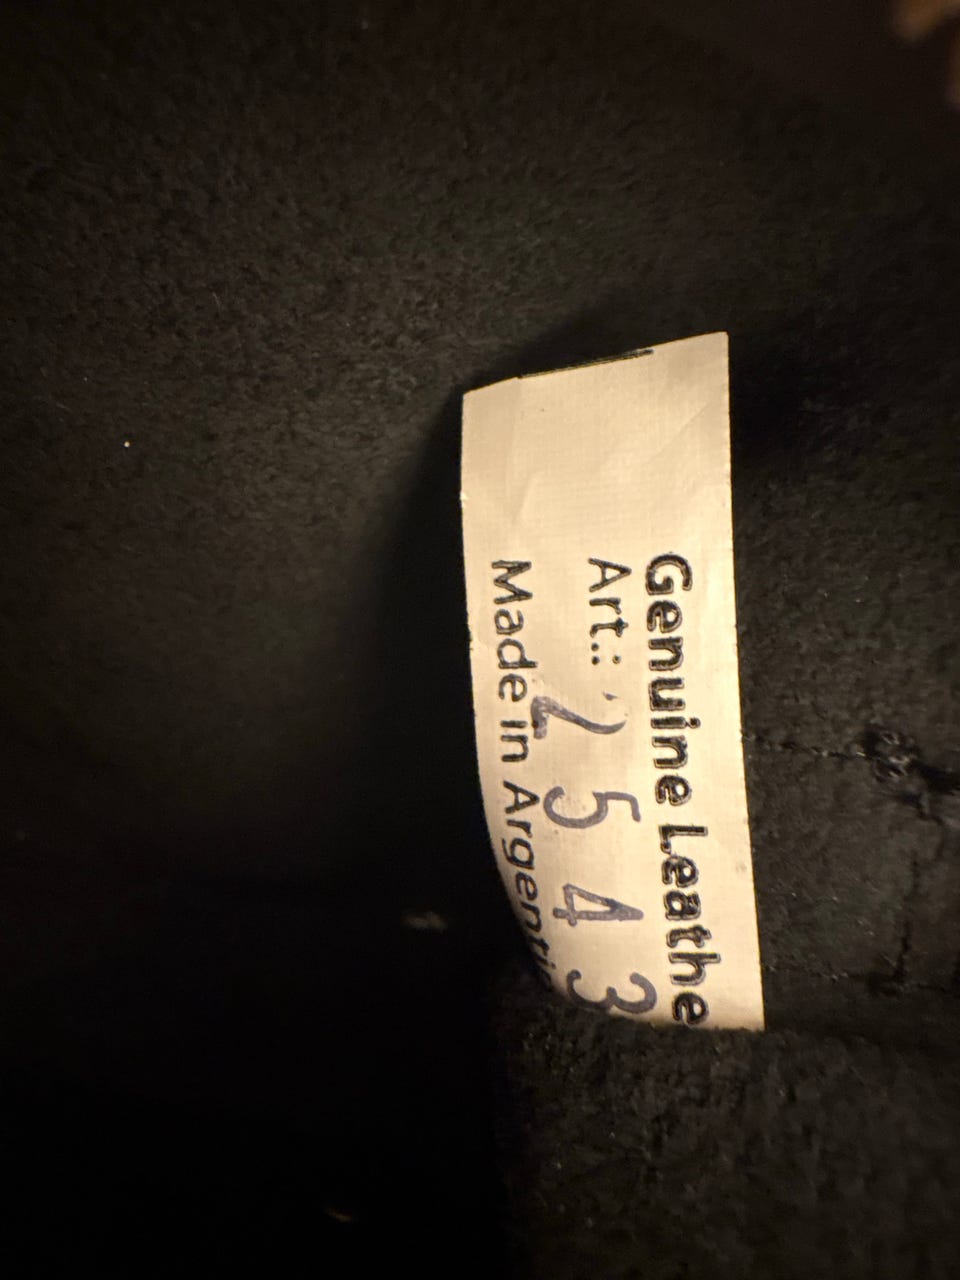 Genuine Leathe
Art.: 2543
Made in Argenti